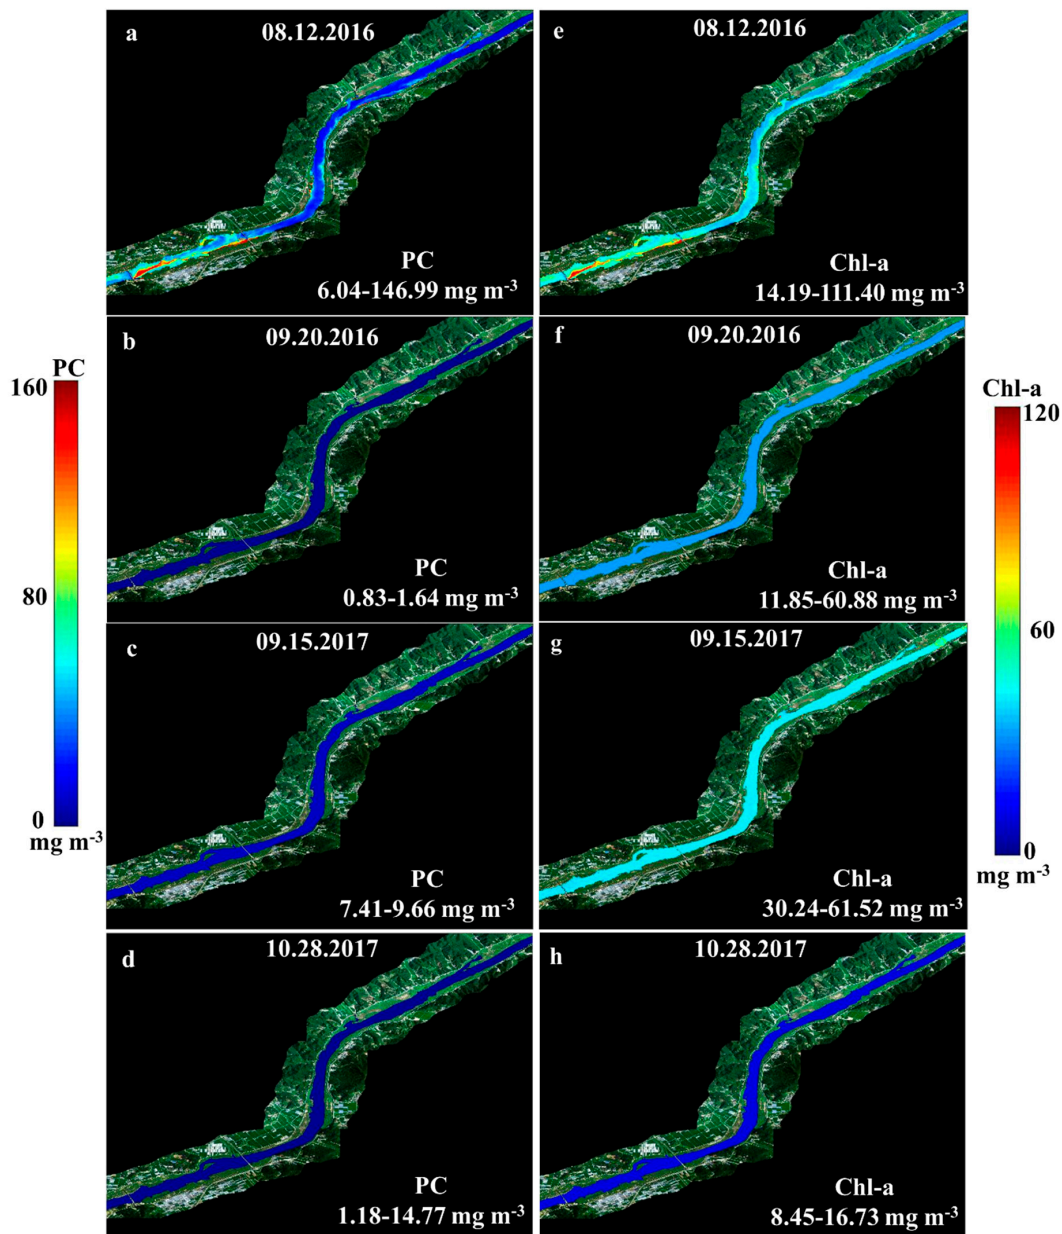 a
08.12.2016
PC
6.04-146.99 mg m-3
e
08.12.2016
Chl-a
14.19-111.40 mg m-3
b
09.20.2016
PC
0.83-1.64 mg m-3
f
09.20.2016
Chl-a
11.85-60.88 mg m-3
PC
160
80
0
mg m-3
Chl-a
120
60
0
mg m-3
c
09.15.2017
PC
7.41-9.66 mg m-3
g
09.15.2017
Chl-a
30.24-61.52 mg m-3
d
10.28.2017
PC
1.18-14.77 mg m-3
h
10.28.2017
Chl-a
8.45-16.73 mg m-3